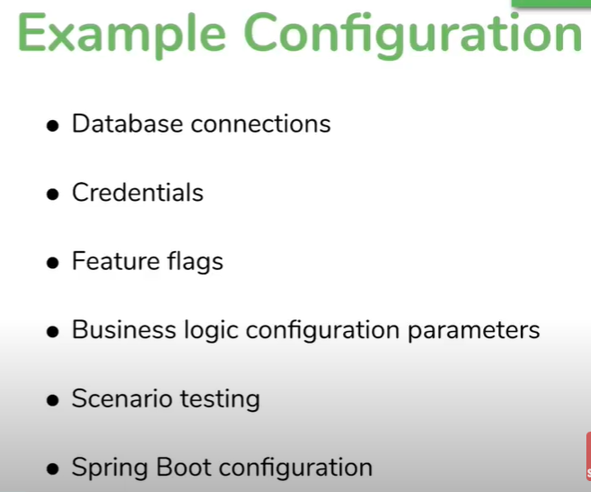 Example Configuration
● Database connections
● Credentials
● Feature flags
● Business logic configuration parameters
● Scenario testing
● Spring Boot configuration